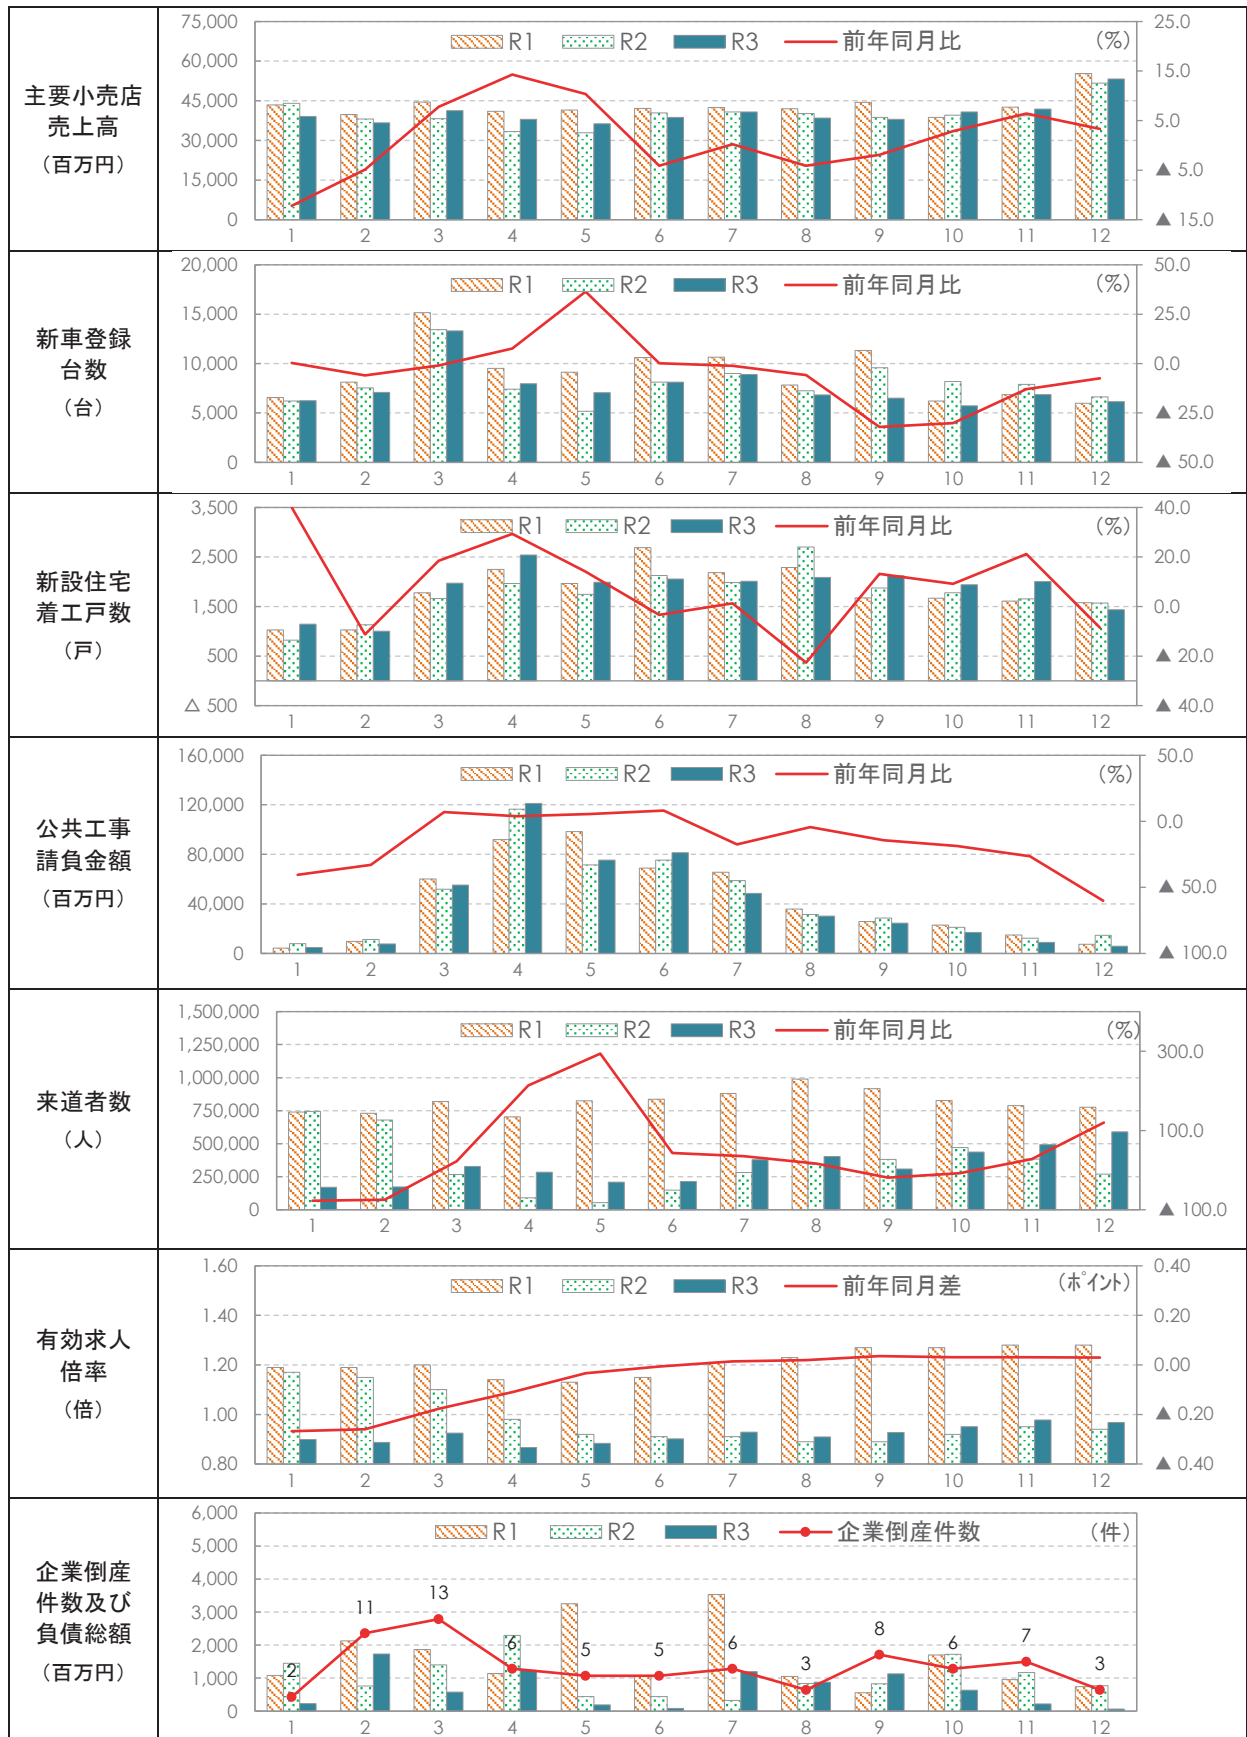 主要小売店
売上高
（百万円）
75,000
60,000
45,000
30,000
15,000
0
R1 R2 R3 前年同月比 (%)
25.0
15.0
5.0
▲ 5.0
▲ 15.0
1 2 3 4 5 6 7 8 9 10 11 12
新車登録
台数
（台）
20,000
15,000
10,000
5,000
0
R1 R2 R3 前年同月比 (%)
50.0
25.0
0.0
▲ 25.0
▲ 50.0
1 2 3 4 5 6 7 8 9 10 11 12
新設住宅
着工戸数
（戸）
3,500
2,500
1,500
500
△ 500
R1 R2 R3 前年同月比 (%)
40.0
20.0
0.0
▲ 20.0
▲ 40.0
1 2 3 4 5 6 7 8 9 10 11 12
公共工事
請負金額
（百万円）
160,000
120,000
80,000
40,000
0
R1 R2 R3 前年同月比 (%)
50.0
0.0
▲ 50.0
▲ 100.0
1 2 3 4 5 6 7 8 9 10 11 12
来道者数
（人）
1,500,000
1,250,000
1,000,000
750,000
500,000
250,000
0
R1 R2 R3 前年同月比 (%)
300.0
100.0
▲ 100.0
1 2 3 4 5 6 7 8 9 10 11 12
有効求人
倍率
（倍）
1.60
1.40
1.20
1.00
0.80
R1 R2 R3 前年同月差 (ﾎﾟｲﾝﾄ)
0.40
0.20
0.00
▲ 0.20
▲ 0.40
1 2 3 4 5 6 7 8 9 10 11 12
企業倒産
件数及び
負債総額
（百万円）
6,000
5,000
4,000
3,000
2,000
1,000
0
R1 R2 R3 企業倒産件数 (件)
2 11 13 6 5 5 6 3 8 6 7 3
1 2 3 4 5 6 7 8 9 10 11 12